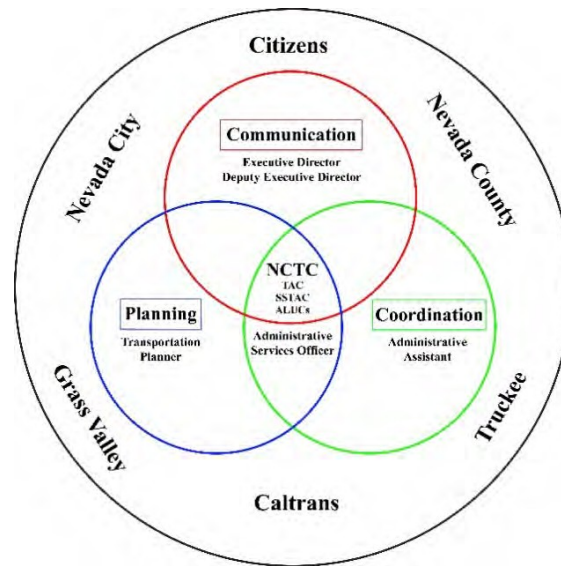 Citizens
Nevada City
Nevada County
Communication
Executive Director
Deputy Executive Director
NCTC
TAC
SSTAC
ALUCs
Planning
Transportation
Planner
Administrative
Services Officer
Coordination
Administrative
Assistant
Grass Valley
Truckee
Caltrans